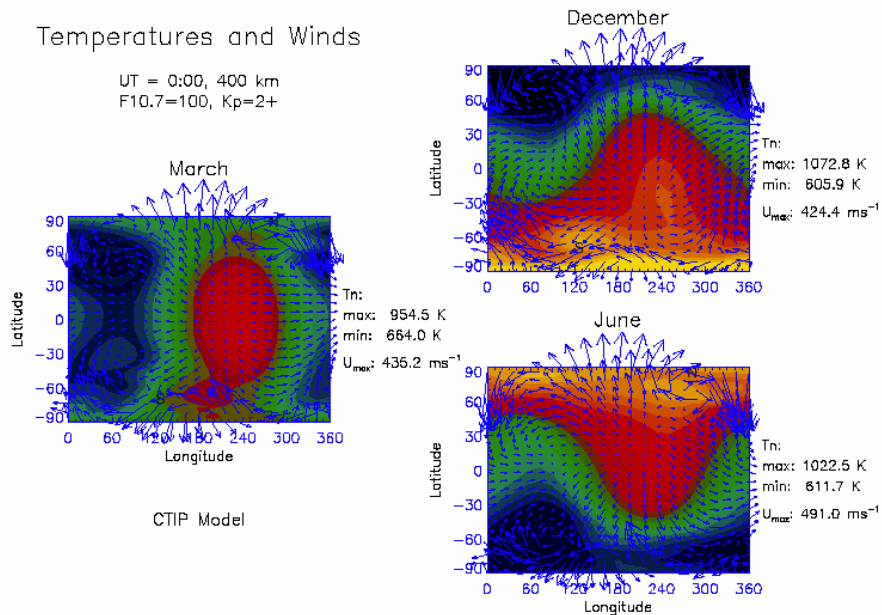 Temperatures and Winds
UT = 0:00, 400 km
F10.7=100, Kp=2+
March
90
60
30
0
-30
-60
-90
Latitude
0 60 120 180 240 300 360
Longitude
Tn:
max: 954.5 K
min: 664.0 K
Umax: 435.2 ms-1
CTIP Model
December
90
60
30
0
-30
-60
-90
Latitude
0 60 120 180 240 300 360
Tn:
max: 1072.8 K
min: 605.9 K
Umax: 424.4 ms-1
June
90
60
30
0
-30
-60
-90
Latitude
0 60 120 180 240 300 360
Longitude
Tn:
max: 1022.5 K
min: 611.7 K
Umax: 491.0 ms-1